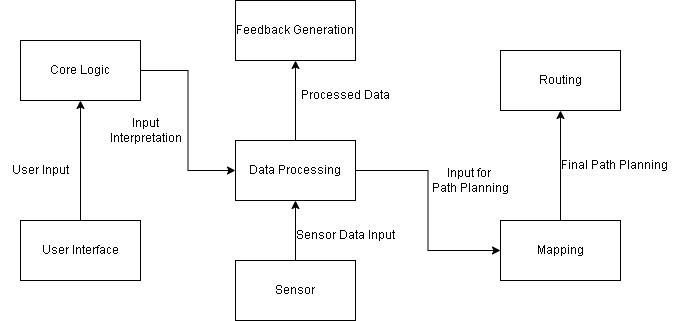 Feedback Generation
Core Logic
Routing
Processed Data
Input
Interpretation
User Input
Data Processing
Input for
Path Planning
Final Path Planning
User Interface
Sensor Data Input
Mapping
Sensor